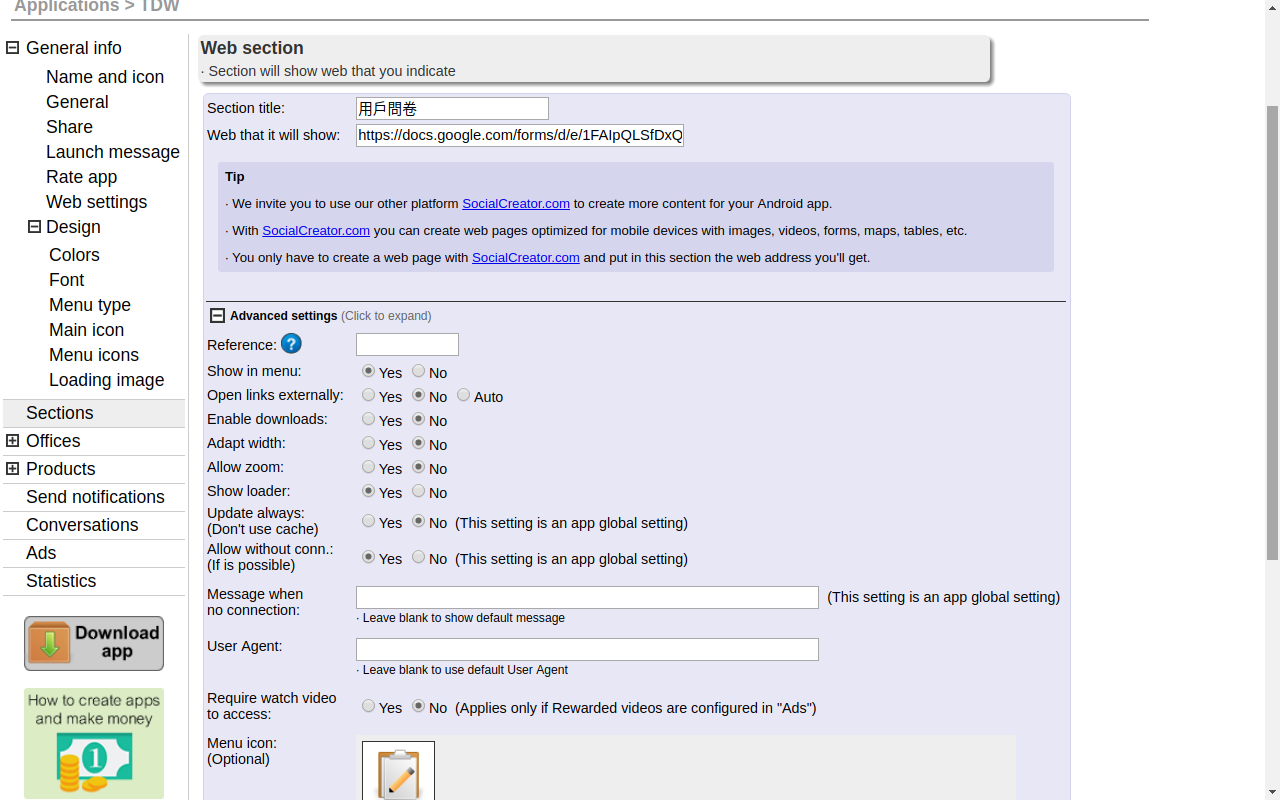 Applications > TDW
General info
Name and icon
General
Share
Launch message
Rate app
Web settings
Design
Colors
Font
Menu type
Main icon
Menu icons
Loading image
Sections
Offices
Products
Send notifications
Conversations
Ads
Statistics
Download
app
How to create apps
and make money
1
Web section
· Section will show web that you indicate
Section title: 用戶問卷
Web that it will show: https://docs.google.com/forms/d/e/1FAIpQLSfDxQ
Tip
· We invite you to use our other platform SocialCreator.com to create more content for your Android app.
· With SocialCreator.com you can create web pages optimized for mobile devices with images, videos, forms, maps, tables, etc.
· You only have to create a web page with SocialCreator.com and put in this section the web address you'll get.
Advanced settings (Click to expand)
Reference: ?
Show in menu: Yes No
Open links externally: Yes No Auto
Enable downloads: Yes No
Adapt width: Yes No
Allow zoom: Yes No
Show loader: Yes No
Update always:
(Don't use cache) Yes No (This setting is an app global setting)
Allow without conn.:
(If is possible) Yes No (This setting is an app global setting)
Message when
no connection: (This setting is an app global setting)
· Leave blank to show default message
User Agent:
· Leave blank to use default User Agent
Require watch video
to access: Yes No (Applies only if Rewarded videos are configured in "Ads")
Menu icon:
(Optional)